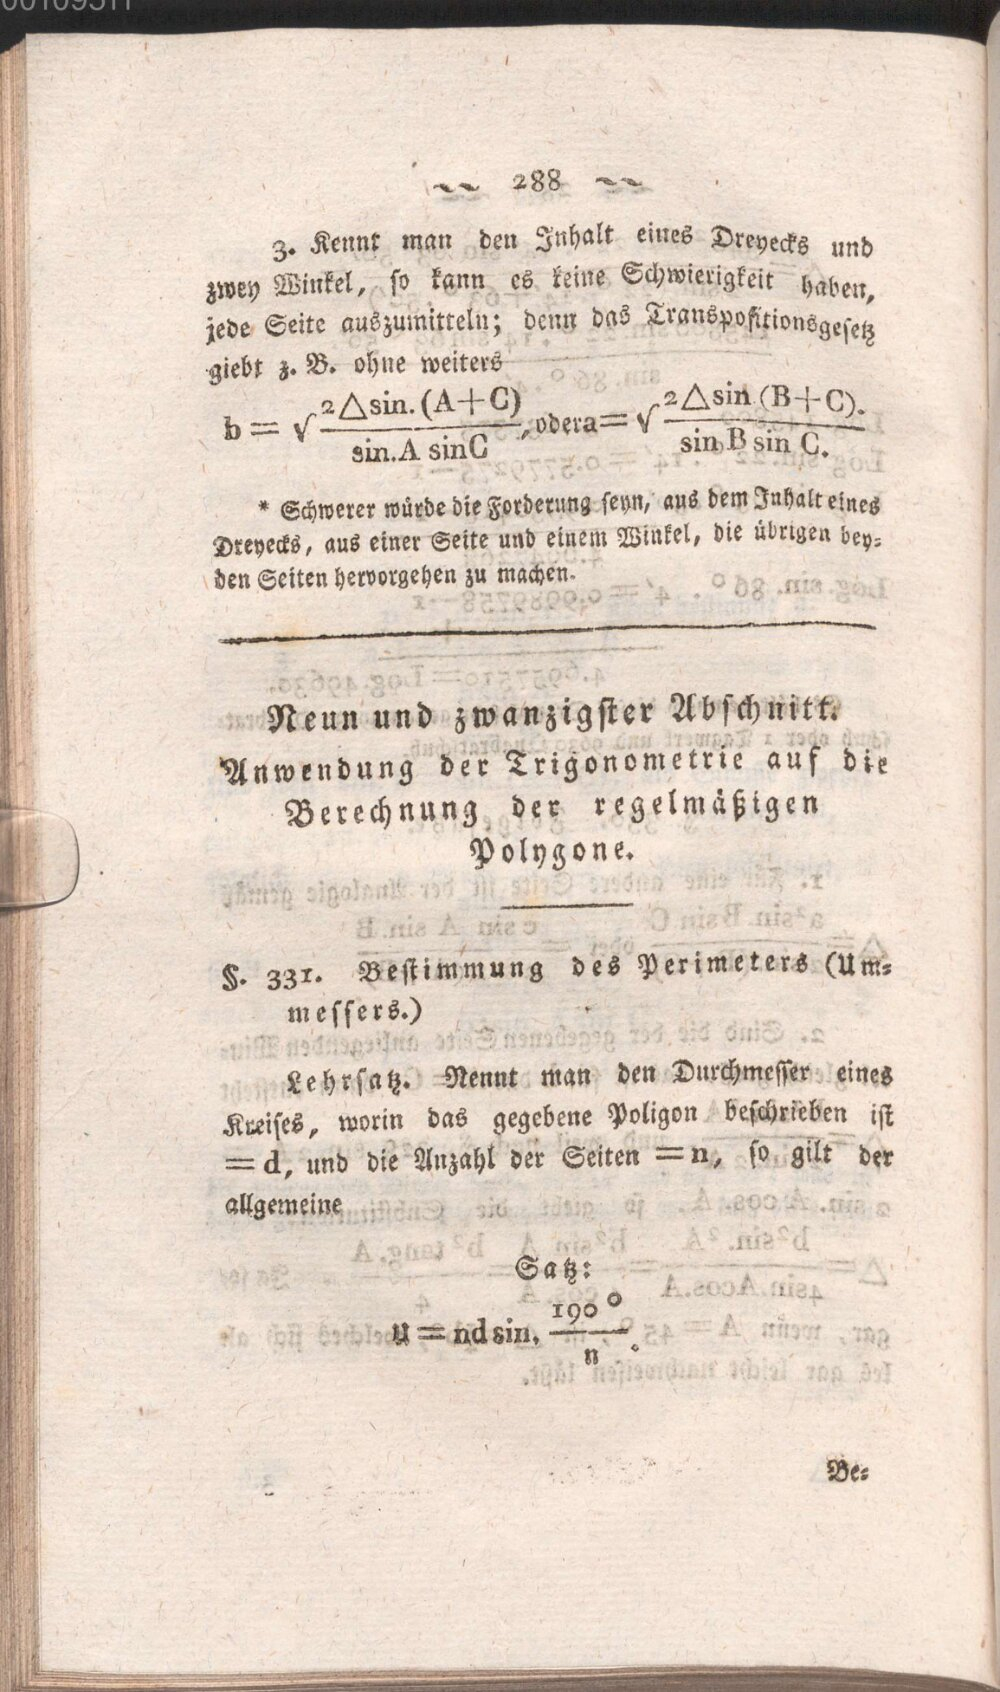 00109511
~~ 288 ~~
3. Kennt man den Inhalt eines Dreyecks und
zwey Winkel, so kann es keine Schwierigkeit haben,
jede Seite auszumitteln; denn das Transpositionsgesetz
giebt z. B. ohne weiters
b = √ 2△sin. (A+C) / sin. A sin C , oder a = √ 2△sin (B+C). / sin B sin C.
* Schwerer würde die Forderung seyn, aus dem Inhalt eines
Dreyecks, aus einer Seite und einem Winkel, die übrigen bey=
den Seiten hervorgehen zu machen.
Neun und zwanzigster Abschnitt.
Anwendung der Trigonometrie auf die
Berechnung der regelmäßigen
Polygone.
§. 331. Bestimmung des Perimeters (Um=
messers.)
Lehrsatz. Nennt man den Durchmesser eines
Kreises, worin das gegebene Poligon beschrieben ist
= d, und die Anzahl der Seiten = n, so gilt der
allgemeine
Satz:
u = nd sin. 190° / n .
Be=